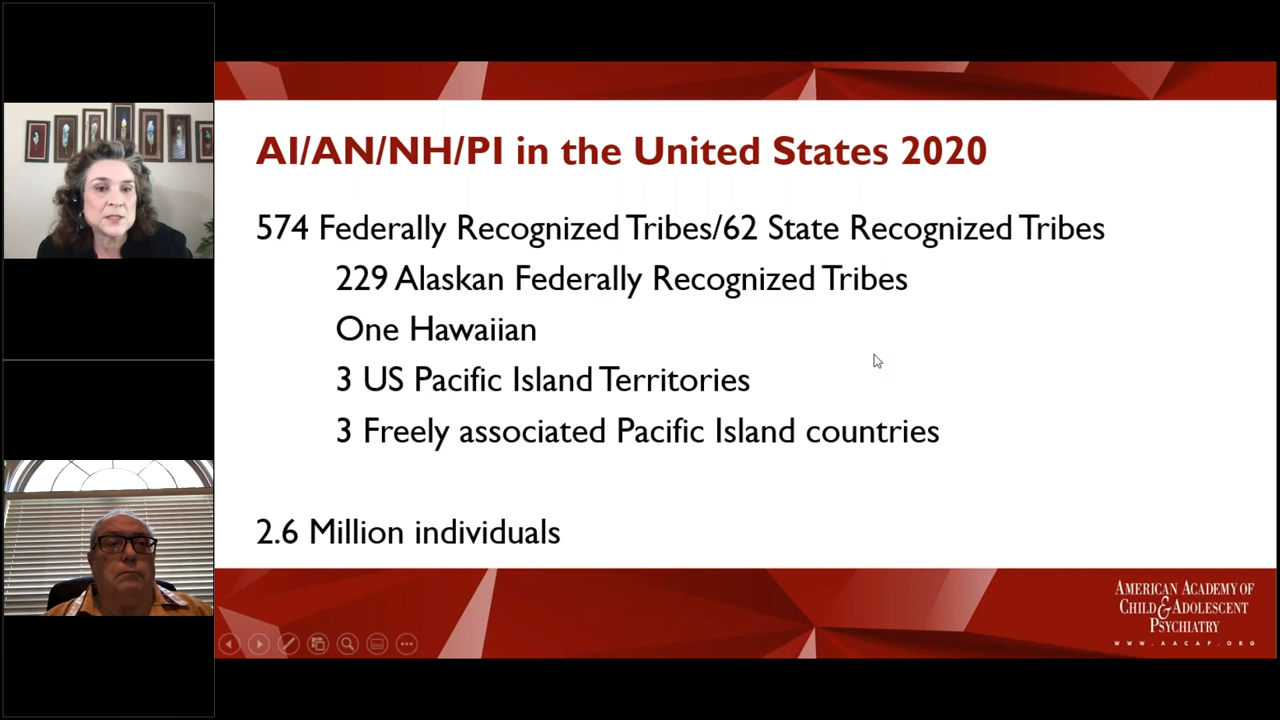 AI/AN/NH/PI in the United States 2020
574 Federally Recognized Tribes/62 State Recognized Tribes
229 Alaskan Federally Recognized Tribes
One Hawaiian
3 US Pacific Island Territories
3 Freely associated Pacific Island countries
2.6 Million individuals
AMERICAN ACADEMY OF
CHILD & ADOLESCENT
PSYCHIATRY
WWW.AACAP.ORG